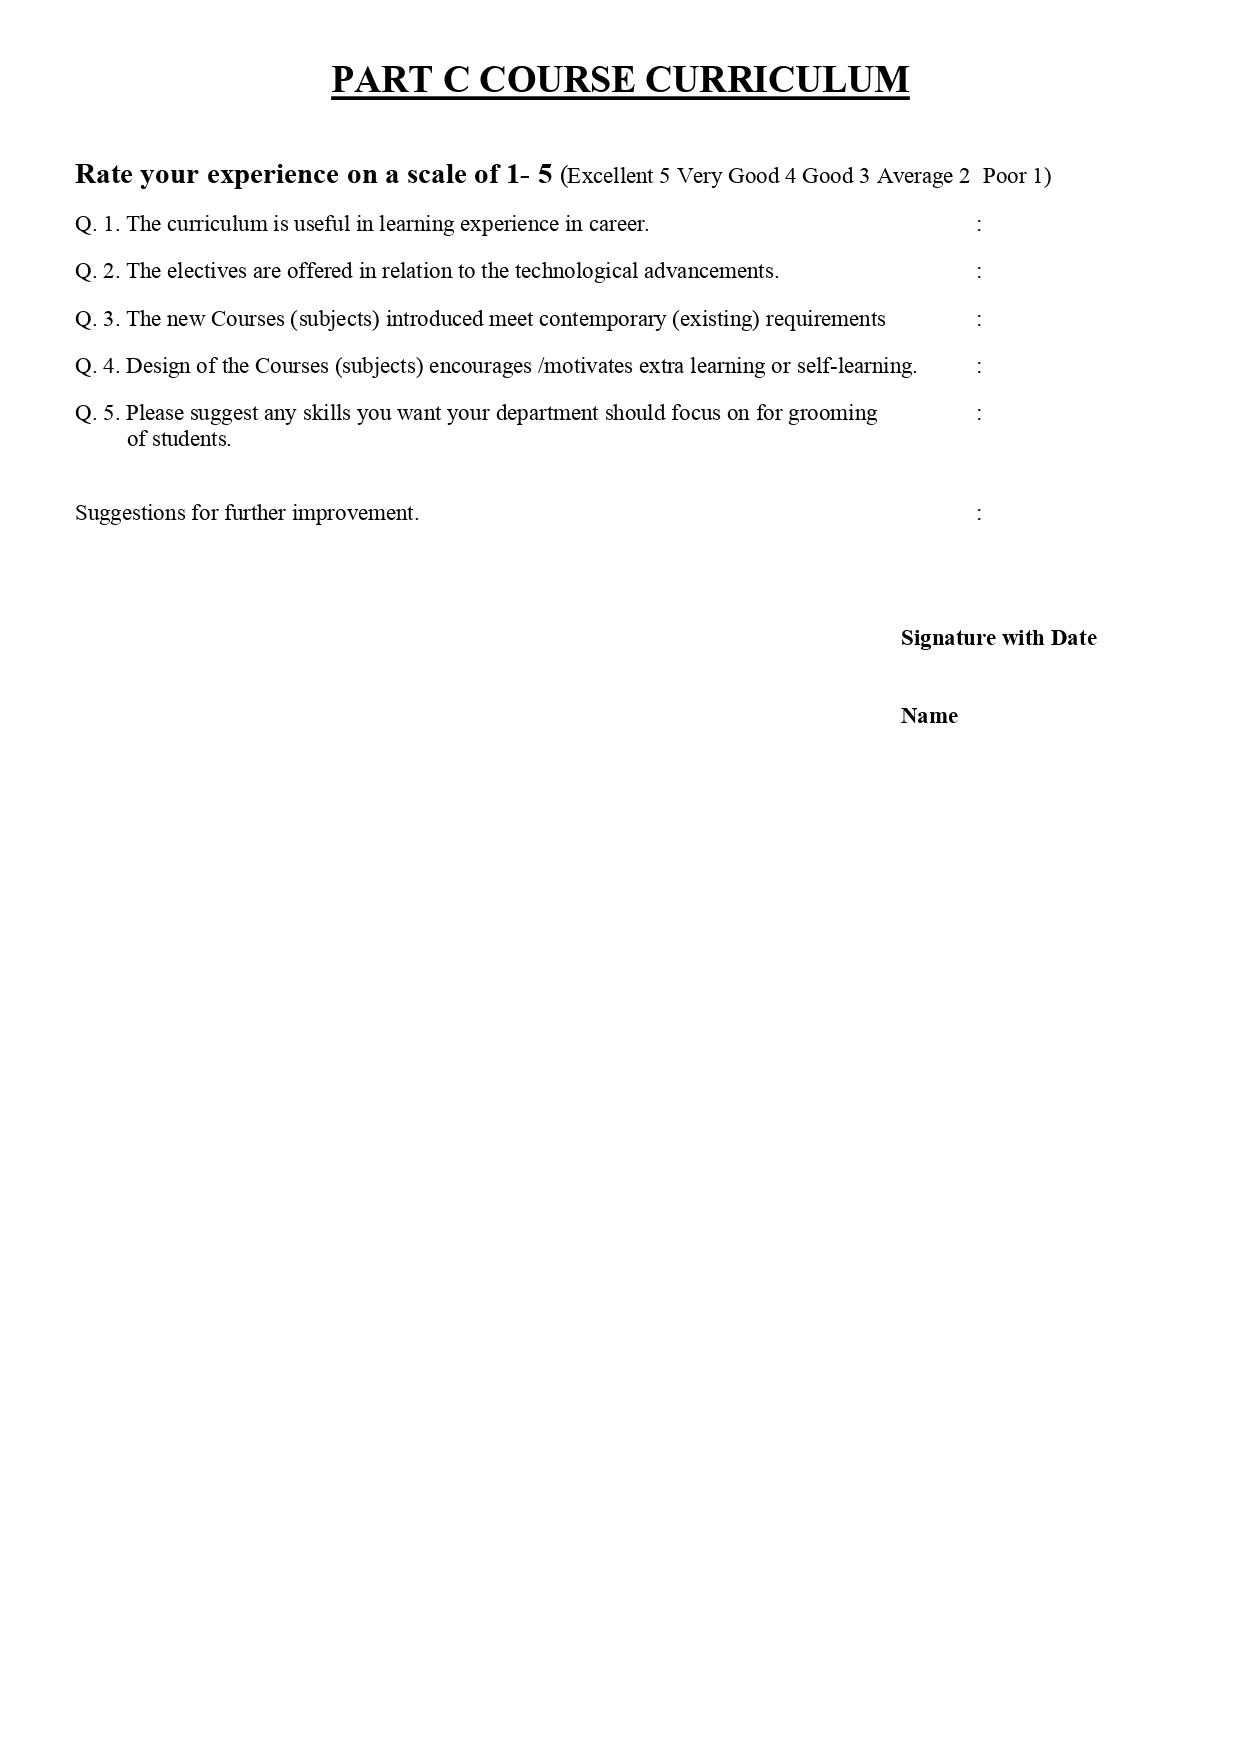 PART C COURSE CURRICULUM
Rate your experience on a scale of 1- 5 (Excellent 5 Very Good 4 Good 3 Average 2  Poor 1)
Q. 1. The curriculum is useful in learning experience in career. :
Q. 2. The electives are offered in relation to the technological advancements. :
Q. 3. The new Courses (subjects) introduced meet contemporary (existing) requirements :
Q. 4. Design of the Courses (subjects) encourages /motivates extra learning or self-learning. :
Q. 5. Please suggest any skills you want your department should focus on for grooming :
of students.
Suggestions for further improvement. :
Signature with Date
Name